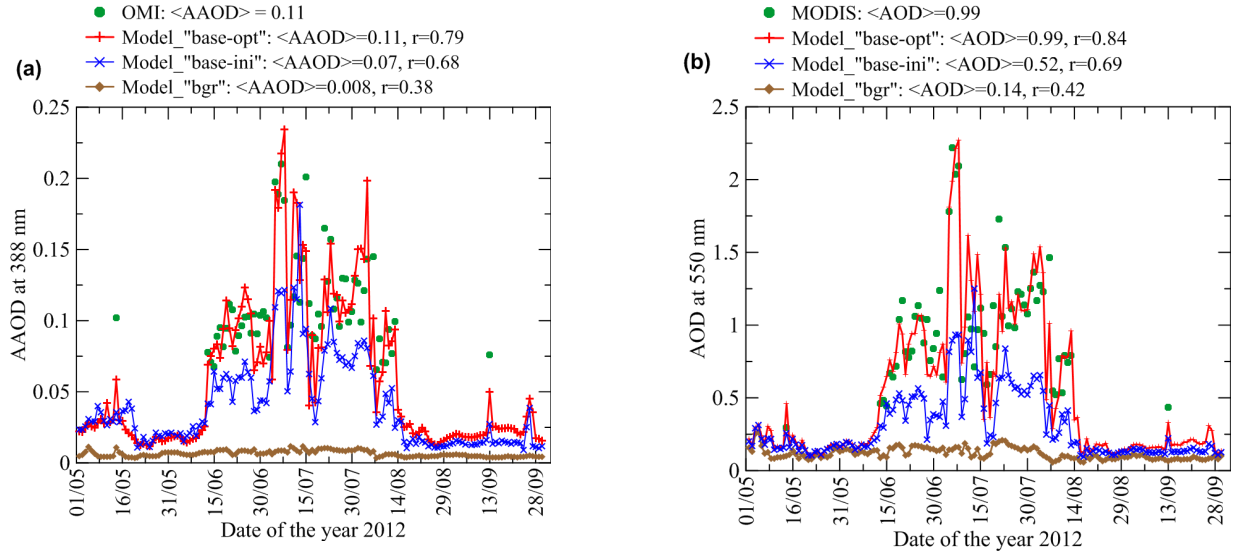 OMI: <AAOD> = 0.11
Model_"base-opt": <AAOD>=0.11, r=0.79
Model_"base-ini": <AAOD>=0.07, r=0.68
Model_"bgr": <AAOD>=0.008, r=0.38
(a)
0.25
0.2
0.15
0.1
0.05
0
AAOD at 388 nm
01/05
16/05
31/05
15/06
30/06
15/07
30/07
14/08
29/08
13/09
28/09
Date of the year 2012
MODIS: <AOD>=0.99
Model_"base-opt": <AOD>=0.99, r=0.84
Model_"base-ini": <AOD>=0.52, r=0.69
Model_"bgr": <AOD>=0.14, r=0.42
(b)
2.5
2
1.5
1
0.5
0
AOD at 550 nm
01/05
16/05
31/05
15/06
30/06
15/07
30/07
14/08
29/08
13/09
28/09
Date of the year 2012